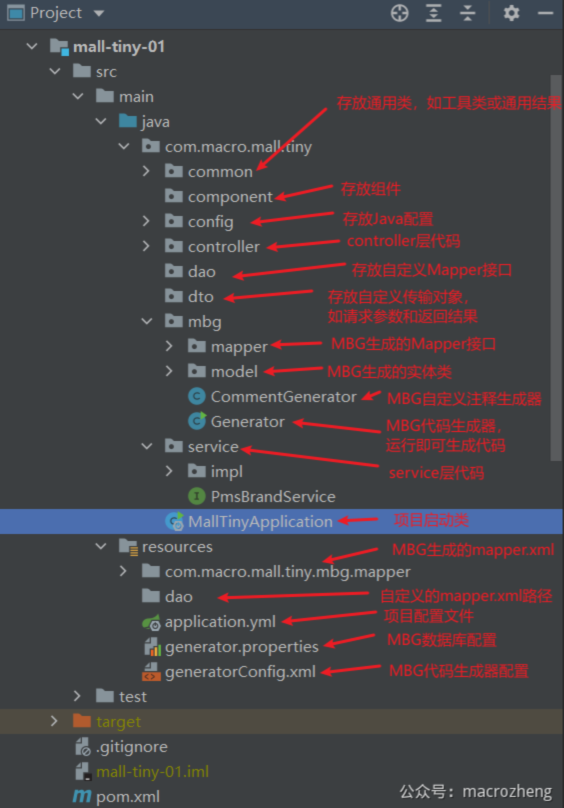 Project
mall-tiny-01
src
main
java
存放通用类，如工具类或通用结果
com.macro.mall.tiny
common
component
存放组件
config
存放Java配置
controller
controller层代码
dao
存放自定义Mapper接口
dto
存放自定义传输对象，
如请求参数和返回结果
mbg
mapper
MBG生成的Mapper接口
model
MBG生成的实体类
CommentGenerator
MBG自定义注释生成器
Generator
MBG代码生成器，
运行即可生成代码
service
service层代码
impl
PmsBrandService
MallTinyApplication
项目启动类
resources
MBG生成的mapper.xml
com.macro.mall.tiny.mbg.mapper
dao
自定义的mapper.xml路径
application.yml
项目配置文件
generator.properties
MBG数据库配置
generatorConfig.xml
MBG代码生成器配置
test
target
.gitignore
mall-tiny-01.iml
pom.xml
公众号：macrozheng